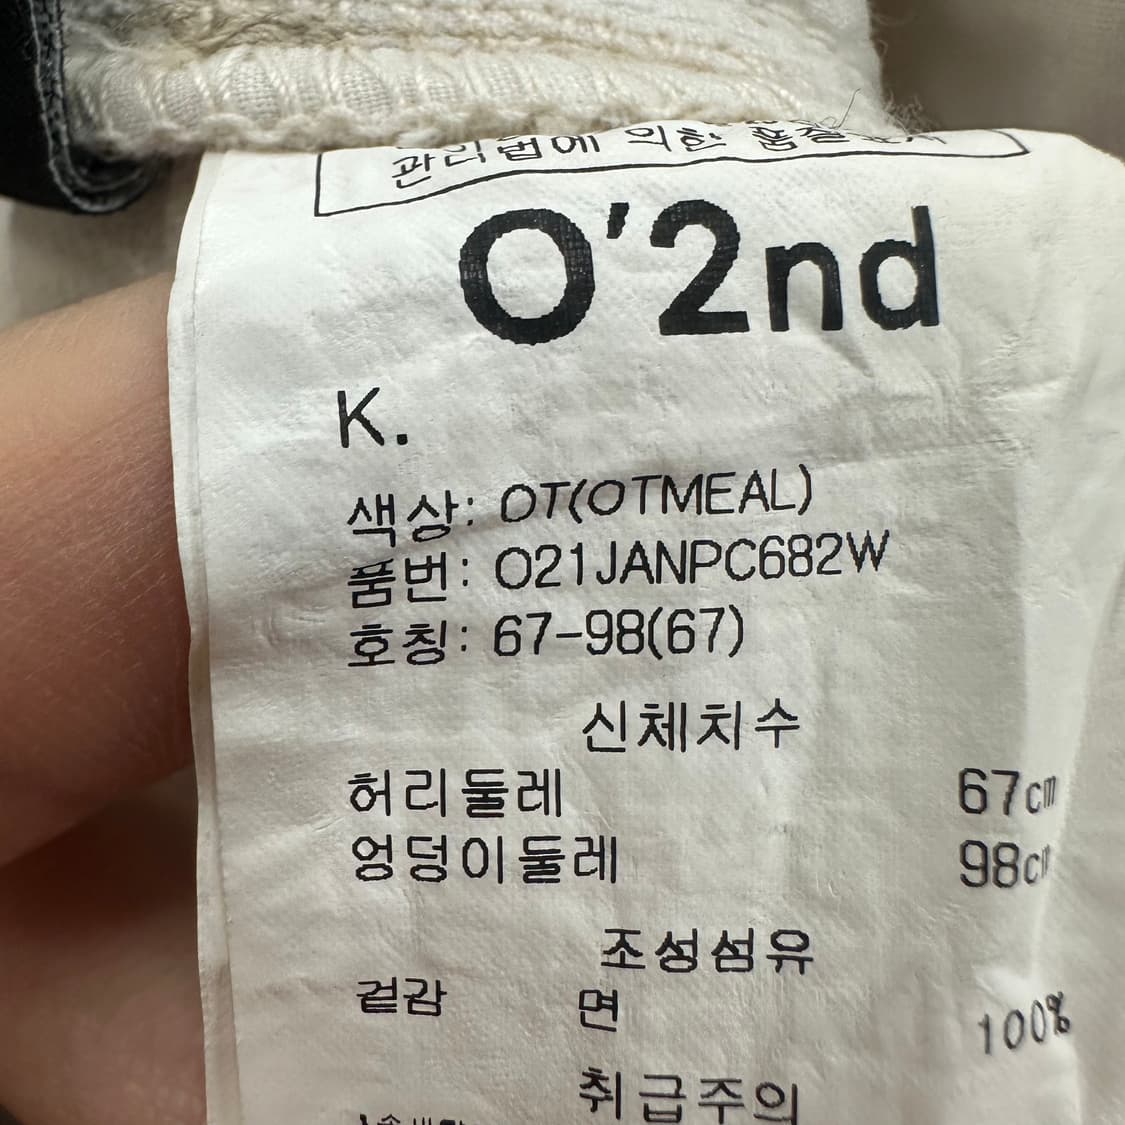 관리법에 의한 품질표시
O'2nd
K.
색상: OT(OTMEAL)
품번: O21JANPC682W
호칭: 67-98(67)
신체치수
허리둘레 67cm
엉덩이둘레 98cm
조성섬유
겉감 면 100%
취급주의